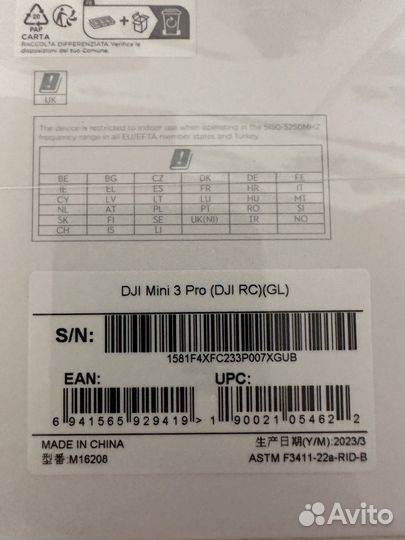 20
PAP
CARTA
RACCOLTA DIFFERENZIATA. Verifica le
disposizioni del tuo Comune.
UK
The device is restricted to indoor use when operating in the 5150-5250MHZ
frequency range in all EU/EFTA member states and Turkey.
BE BG CZ DK DE EE
IE EL ES FR HR IT
CY LV LT LU HU MT
NL AT PL PT RO SI
SK FI SE UK(NI) TR NO
CH IS LI
DJI Mini 3 Pro (DJI RC)(GL)
S/N:
1581F4XFC233P007XGUB
EAN: UPC:
6 941565 929419 > 1 90021 05462 2
MADE IN CHINA 生产日期(Y/M): 2023/3
型番: M16208 ASTM F3411-22a-RID-B
Avito